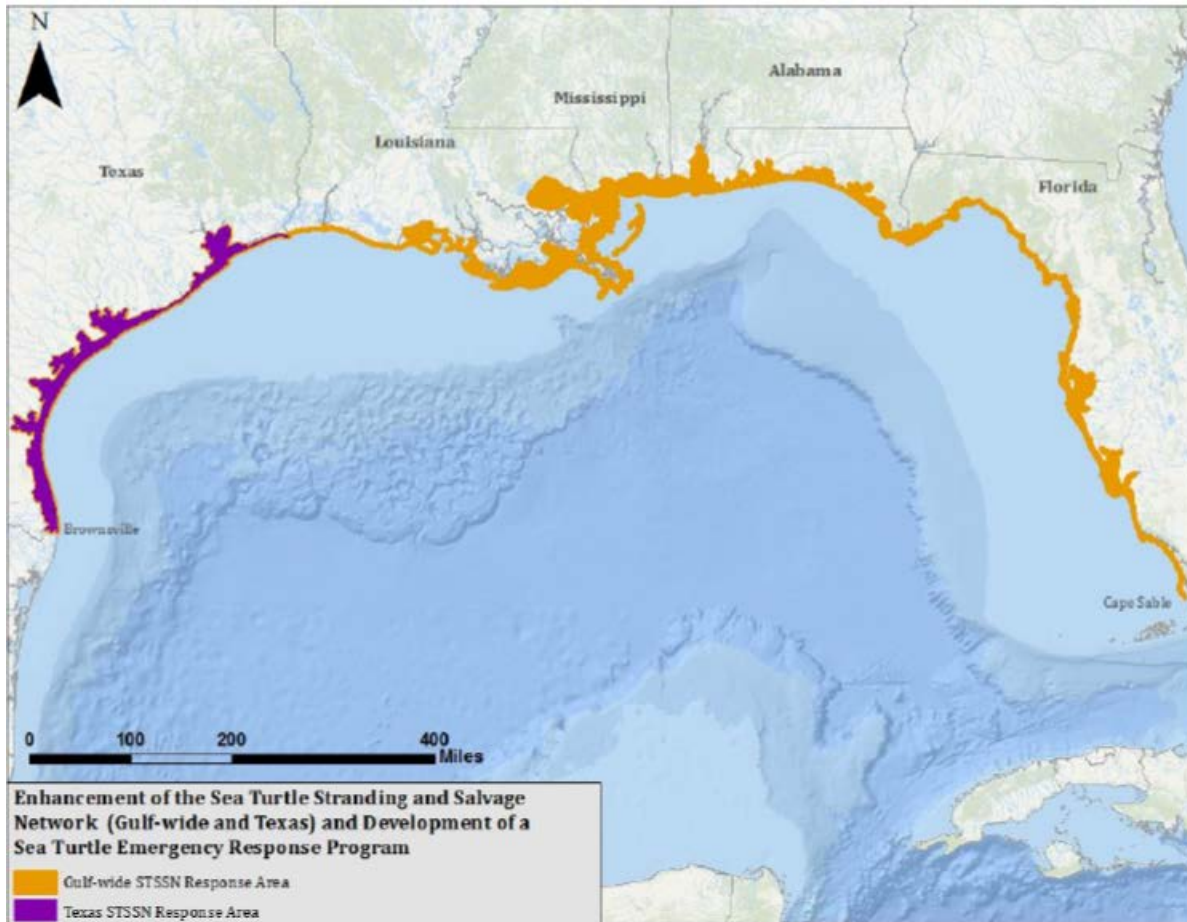 N
Alabama
Mississippi
Louisiana
Texas
Florida
Brownsville
Cape Sable
0 100 200 400
Miles
Enhancement of the Sea Turtle Stranding and Salvage
Network (Gulf-wide and Texas) and Development of a
Sea Turtle Emergency Response Program
Gulf-wide STSSN Response Area
Texas STSSN Response Area